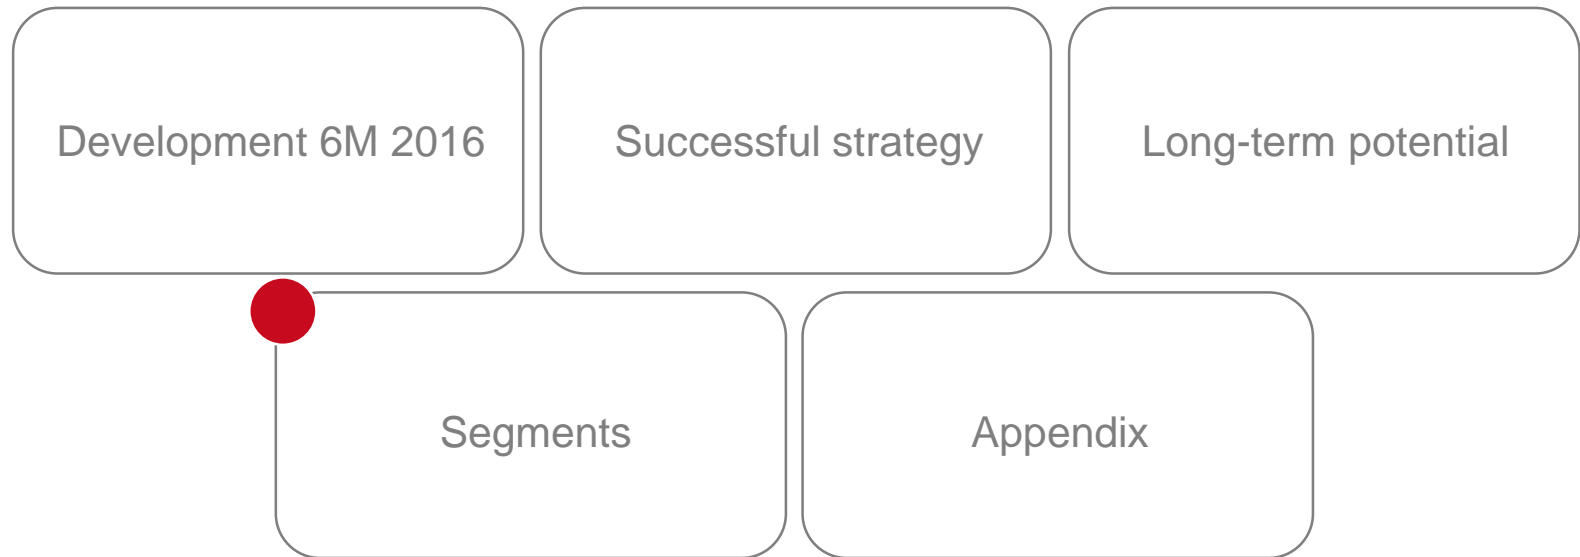 Development 6M 2016
Successful strategy
Long-term potential
Segments
Appendix